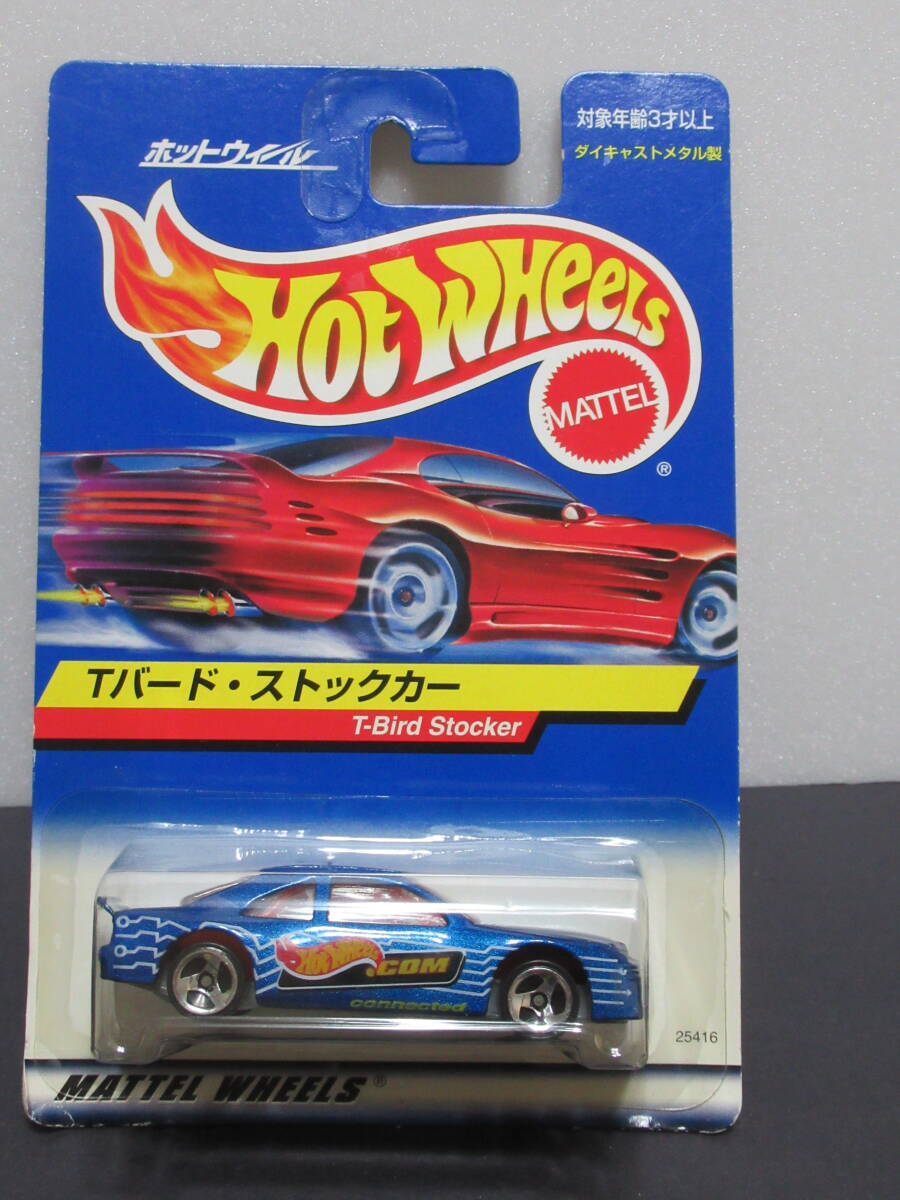 ホットウィール
対象年齢3才以上
ダイキャストメタル製
Hot Wheels
MATTEL
®
Tバード・ストックカー
T-Bird Stocker
Hot Wheels
.COM
connected
25416
MATTEL WHEELS®